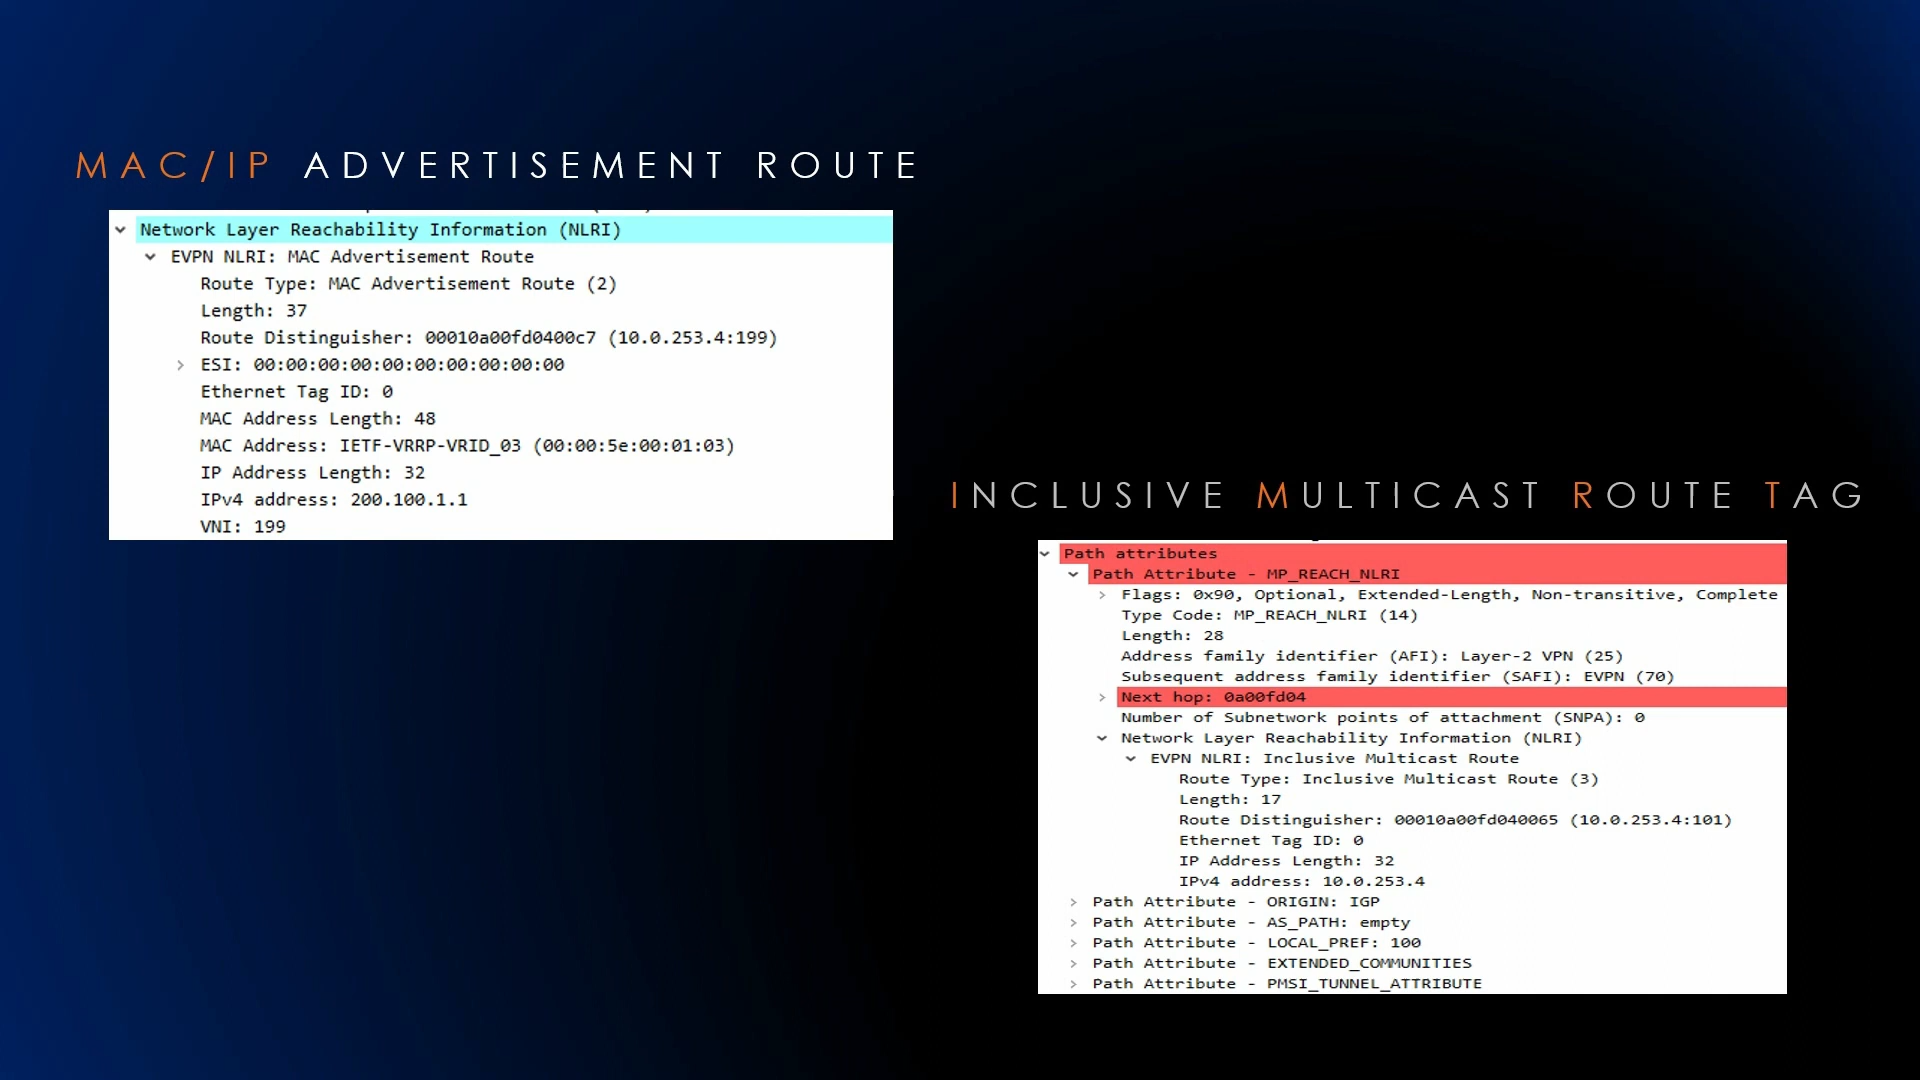 MAC/IP ADVERTISEMENT ROUTE
Network Layer Reachability Information (NLRI)
EVPN NLRI: MAC Advertisement Route
Route Type: MAC Advertisement Route (2)
Length: 37
Route Distinguisher: 00010a00fd0400c7 (10.0.253.4:199)
ESI: 00:00:00:00:00:00:00:00:00:00
Ethernet Tag ID: 0
MAC Address Length: 48
MAC Address: IETF-VRRP-VRID_03 (00:00:5e:00:01:03)
IP Address Length: 32
IPv4 address: 200.100.1.1
VNI: 199
INCLUSIVE MULTICAST ROUTE TAG
Path attributes
Path Attribute - MP_REACH_NLRI
Flags: 0x90, Optional, Extended-Length, Non-transitive, Complete
Type Code: MP_REACH_NLRI (14)
Length: 28
Address family identifier (AFI): Layer-2 VPN (25)
Subsequent address family identifier (SAFI): EVPN (70)
Next hop: 0a00fd04
Number of Subnetwork points of attachment (SNPA): 0
Network Layer Reachability Information (NLRI)
EVPN NLRI: Inclusive Multicast Route
Route Type: Inclusive Multicast Route (3)
Length: 17
Route Distinguisher: 00010a00fd040065 (10.0.253.4:101)
Ethernet Tag ID: 0
IP Address Length: 32
IPv4 address: 10.0.253.4
Path Attribute - ORIGIN: IGP
Path Attribute - AS_PATH: empty
Path Attribute - LOCAL_PREF: 100
Path Attribute - EXTENDED_COMMUNITIES
Path Attribute - PMSI_TUNNEL_ATTRIBUTE